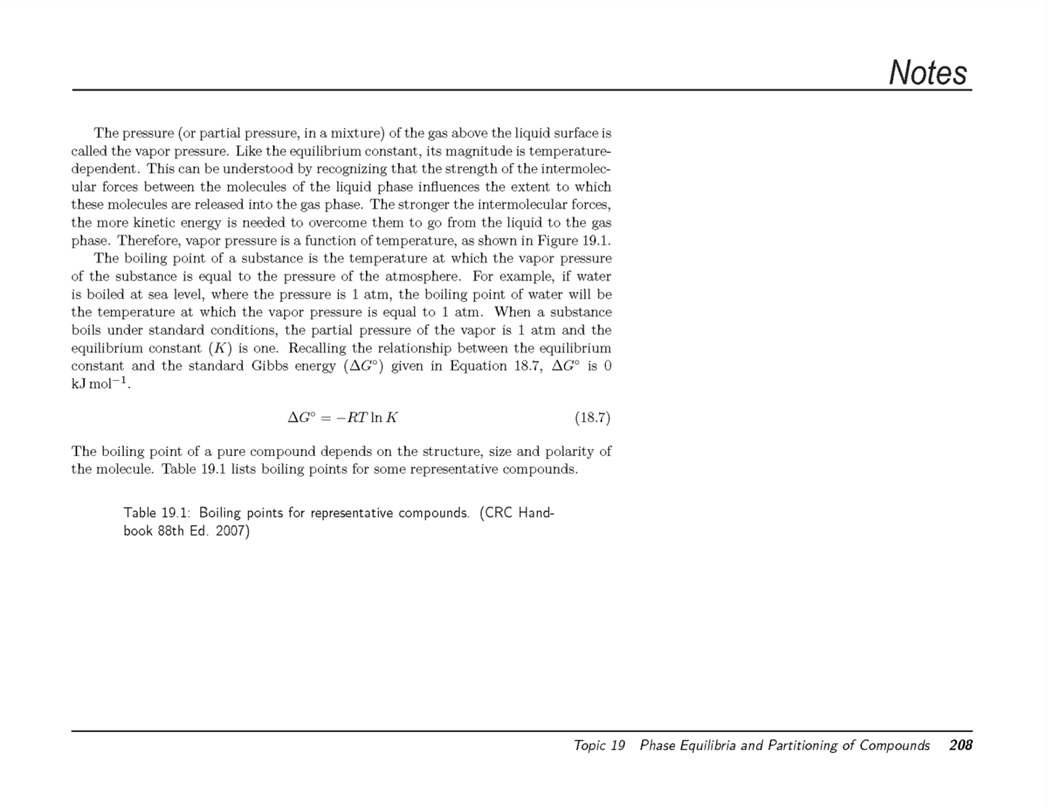 Notes
The pressure (or partial pressure, in a mixture) of the gas above the liquid surface is
called the vapor pressure. Like the equilibrium constant, its magnitude is temperature-
dependent. This can be understood by recognizing that the strength of the intermolec-
ular forces between the molecules of the liquid phase influences the extent to which
these molecules are released into the gas phase. The stronger the intermolecular forces,
the more kinetic energy is needed to overcome them to go from the liquid to the gas
phase. Therefore, vapor pressure is a function of temperature, as shown in Figure 19.1.
The boiling point of a substance is the temperature at which the vapor pressure
of the substance is equal to the pressure of the atmosphere. For example, if water
is boiled at sea level, where the pressure is 1 atm, the boiling point of water will be
the temperature at which the vapor pressure is equal to 1 atm. When a substance
boils under standard conditions, the partial pressure of the vapor is 1 atm and the
equilibrium constant (K) is one. Recalling the relationship between the equilibrium
constant and the standard Gibbs energy (ΔG°) given in Equation 18.7, ΔG° is 0
kJ mol⁻¹.
ΔG° = −RT ln K (18.7)
The boiling point of a pure compound depends on the structure, size and polarity of
the molecule. Table 19.1 lists boiling points for some representative compounds.
Table 19.1: Boiling points for representative compounds. (CRC Hand-
book 88th Ed. 2007)
Topic 19 Phase Equilibria and Partitioning of Compounds 208